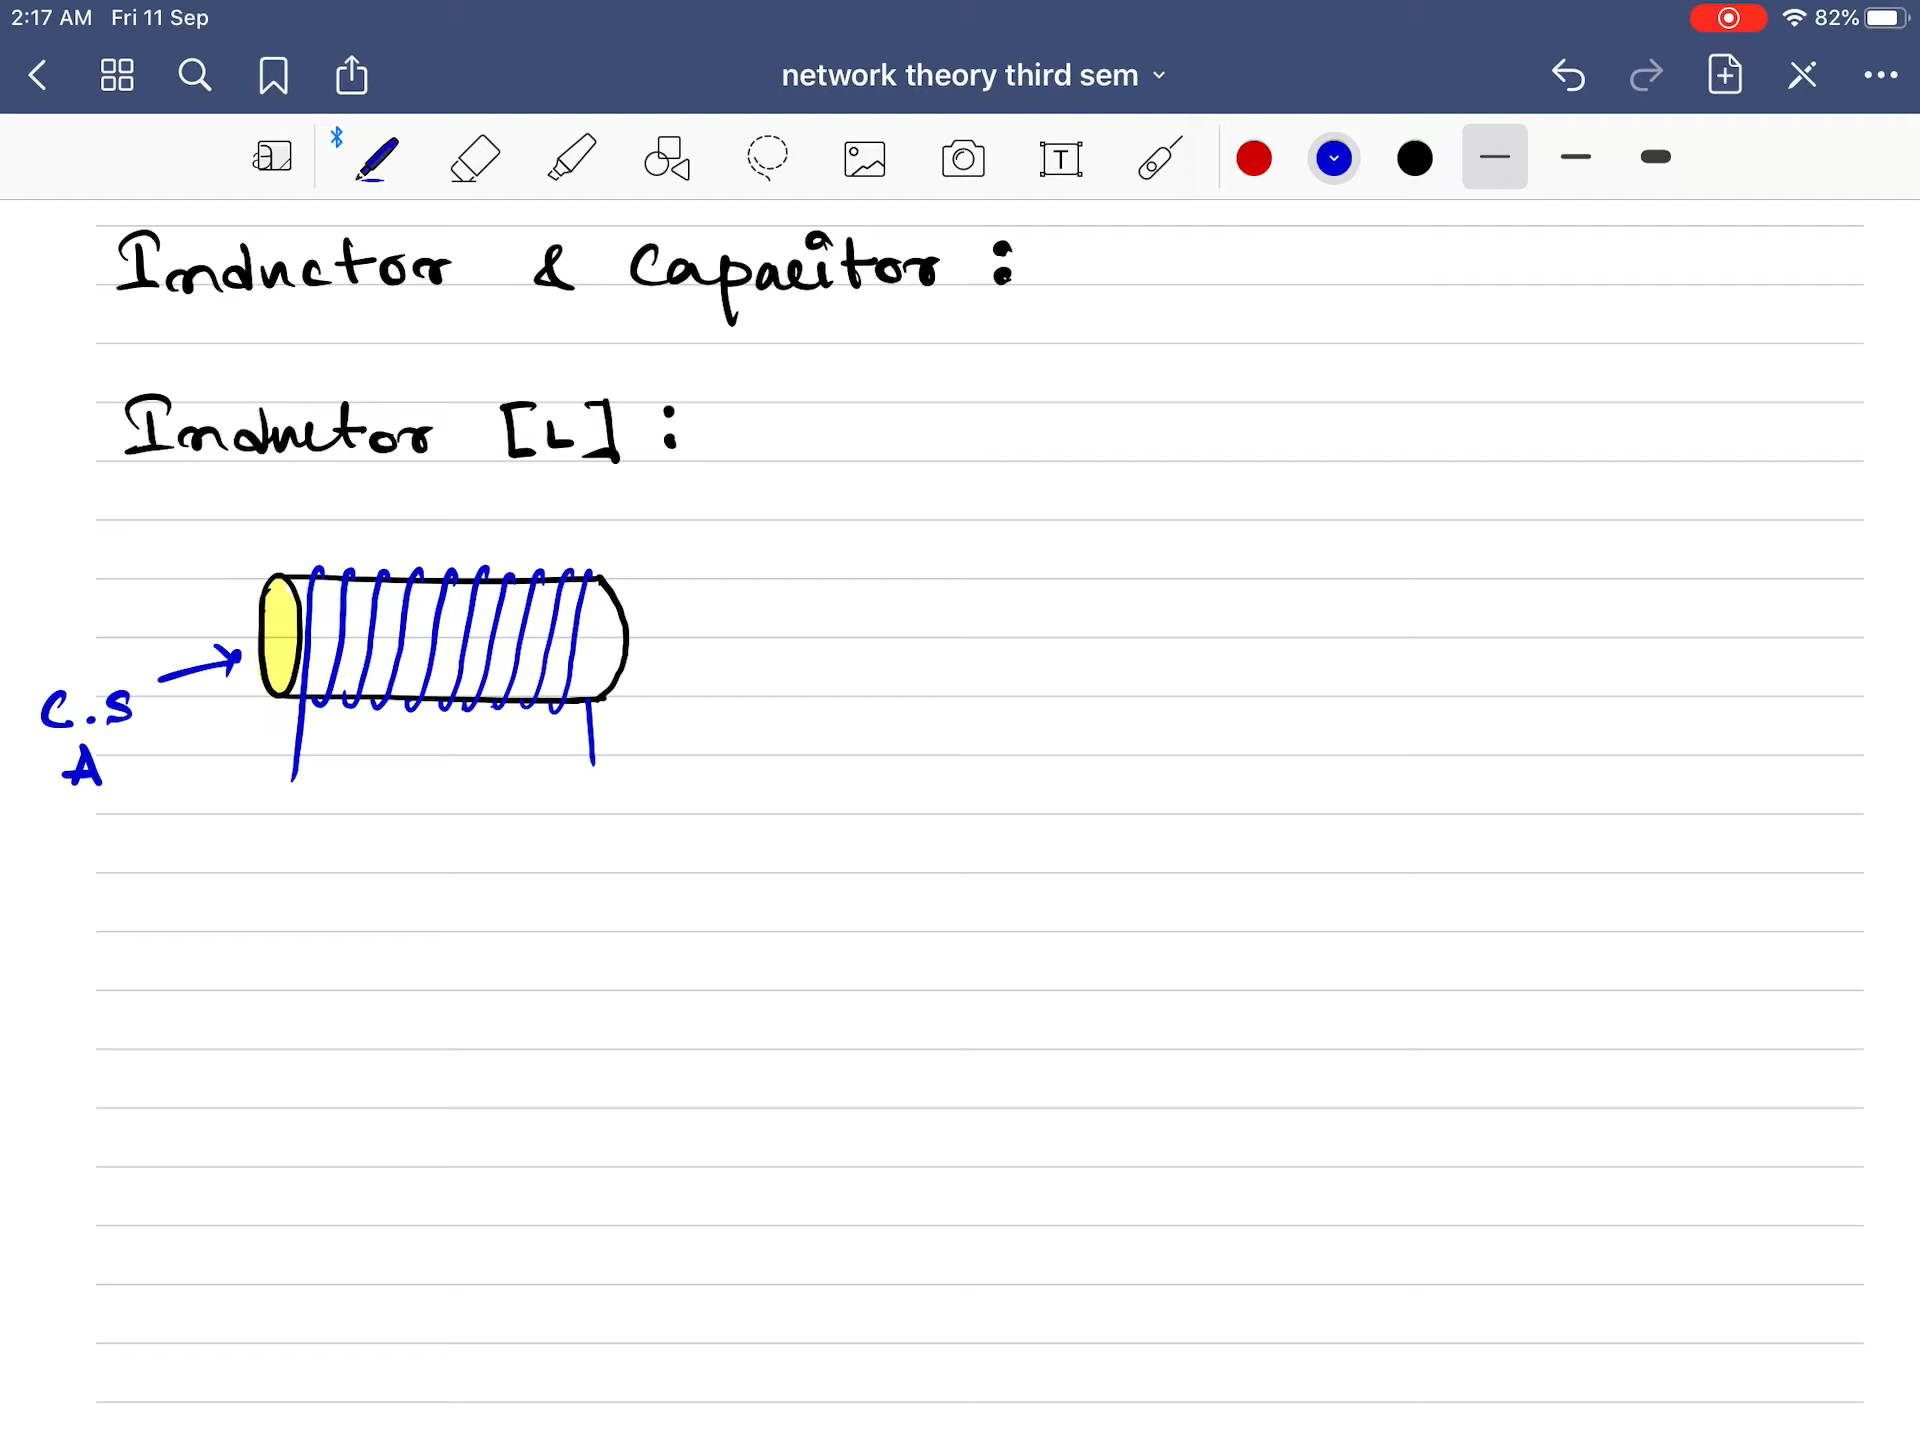 2:17 AM Fri 11 Sep 82%
network theory third sem
T
Inductor & Capacitor :
Inductor [L] :
C.S
A